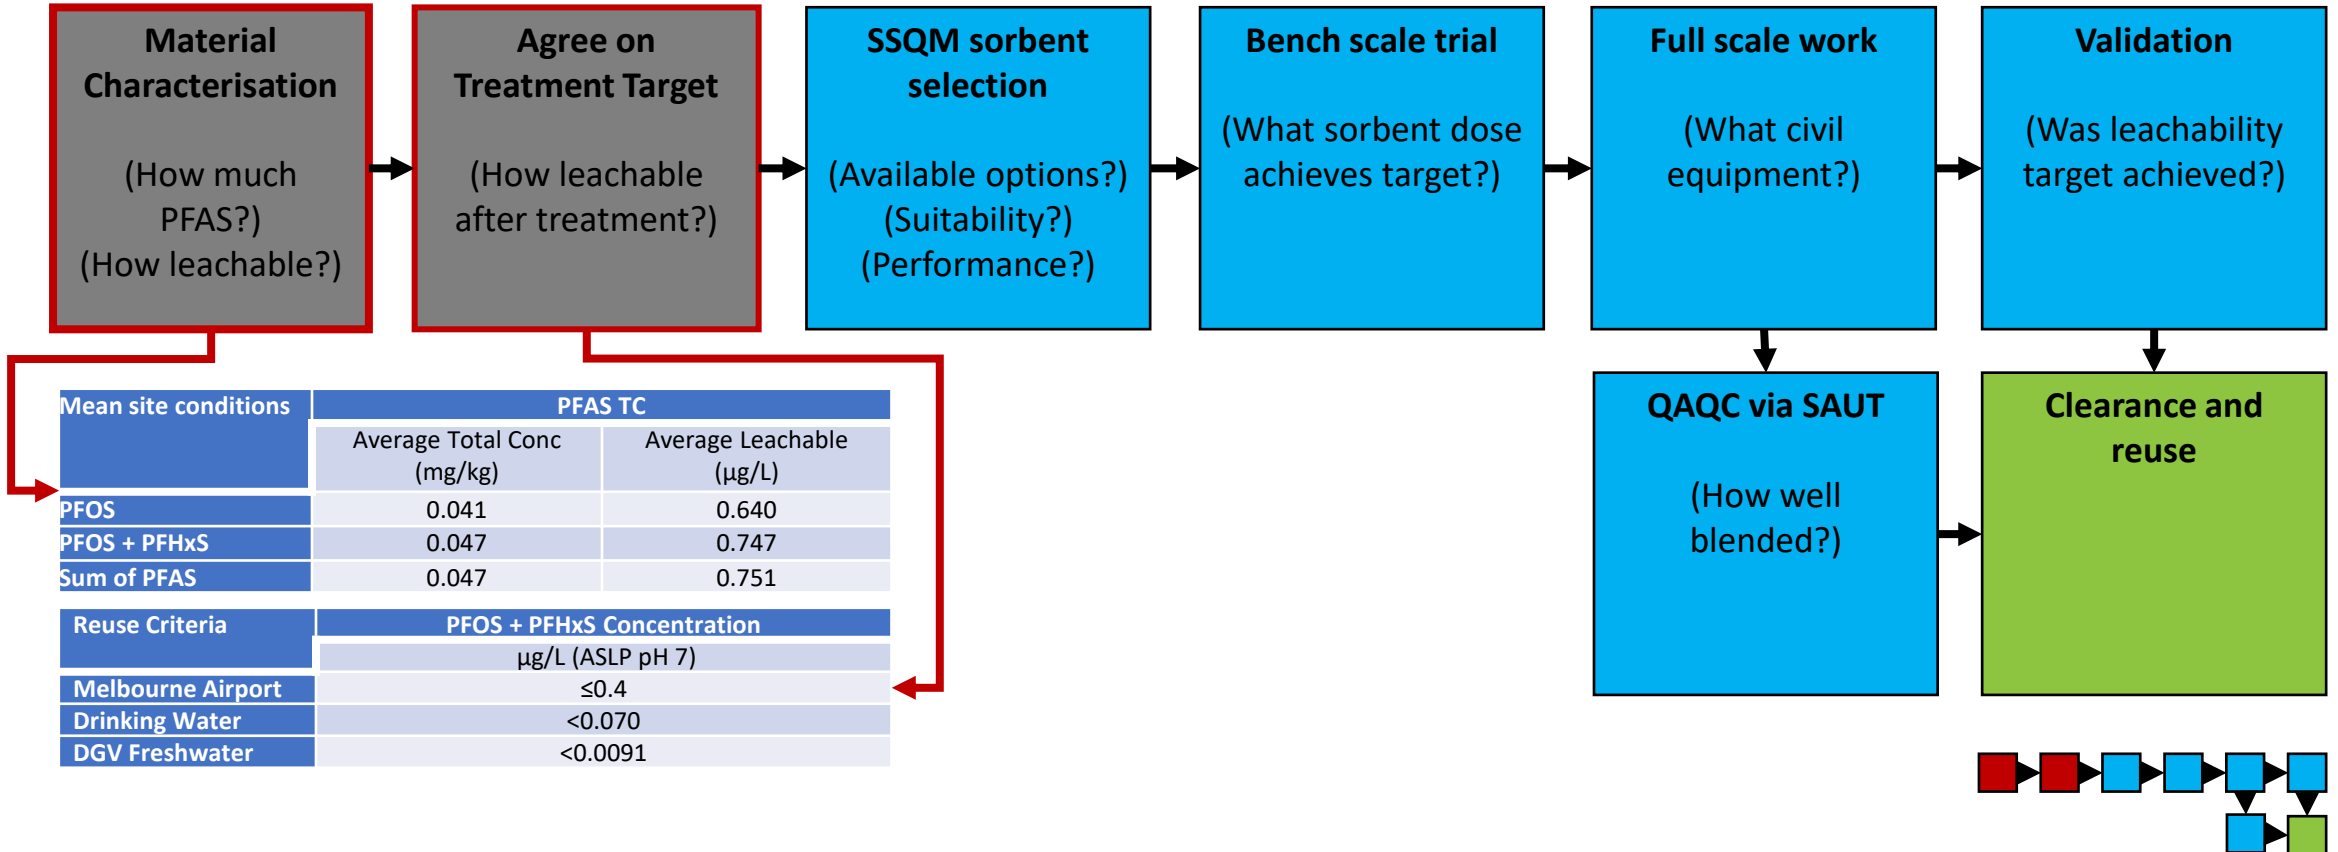 Material
Characterisation
(How much
PFAS?)
(How leachable?)
Agree on
Treatment Target
(How leachable
after treatment?)
SSQM sorbent
selection
(Available options?)
(Suitability?)
(Performance?)
Bench scale trial
(What sorbent dose
achieves target?)
Full scale work
(What civil
equipment?)
Validation
(Was leachability
target achieved?)
QAQC via SAUT
(How well
blended?)
Clearance and
reuse
Mean site conditions PFAS TC
Average Total Conc
(mg/kg)
Average Leachable
(µg/L)
PFOS 0.041 0.640
PFOS + PFHxS 0.047 0.747
Sum of PFAS 0.047 0.751
Reuse Criteria PFOS + PFHxS Concentration
µg/L (ASLP pH 7)
Melbourne Airport ≤0.4
Drinking Water <0.070
DGV Freshwater <0.0091